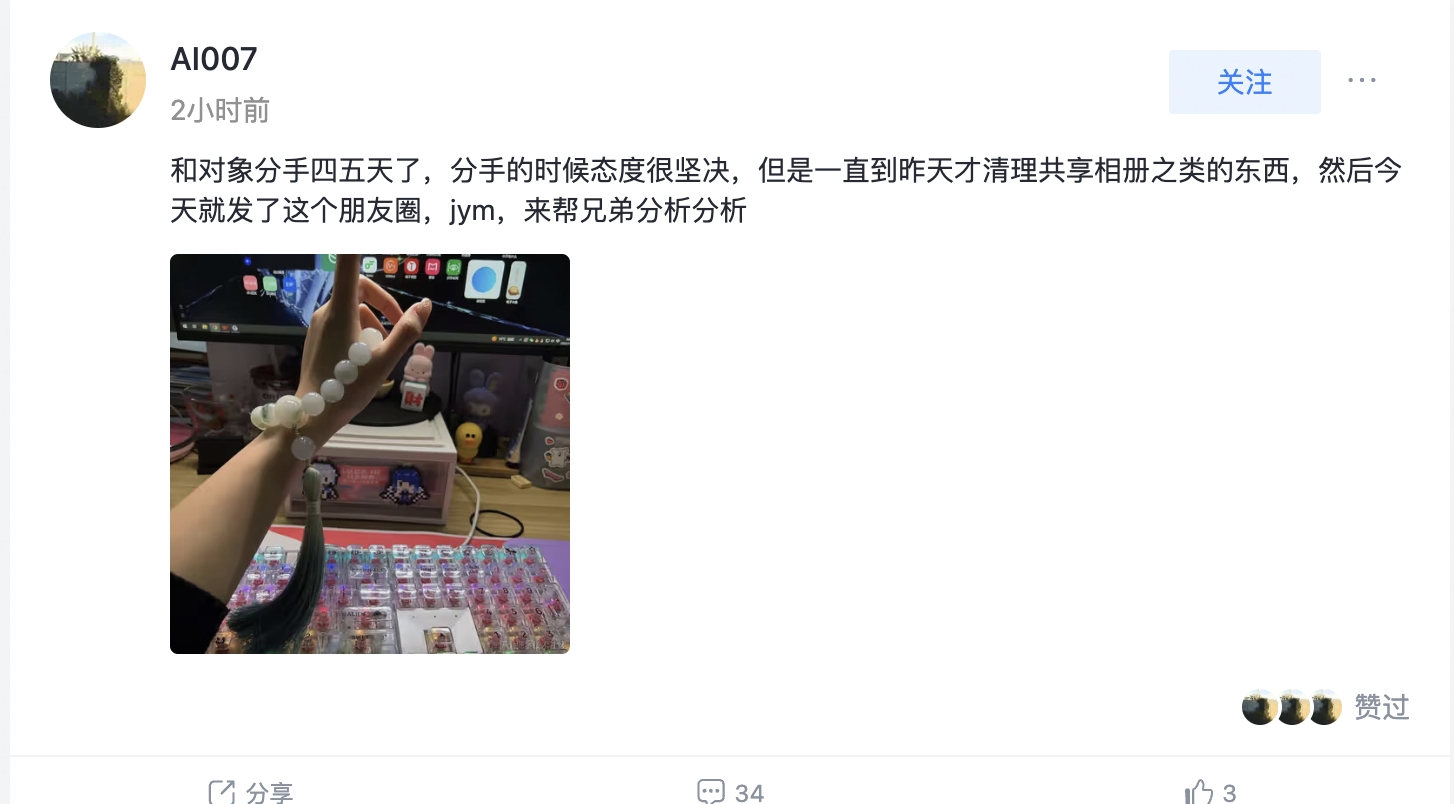 AI007
2小时前
关注
和对象分手四五天了，分手的时候态度很坚决，但是一直到昨天才清理共享相册之类的东西，然后今
天就发了这个朋友圈，jym，来帮兄弟分析分析
财
赞过
分享
34
3